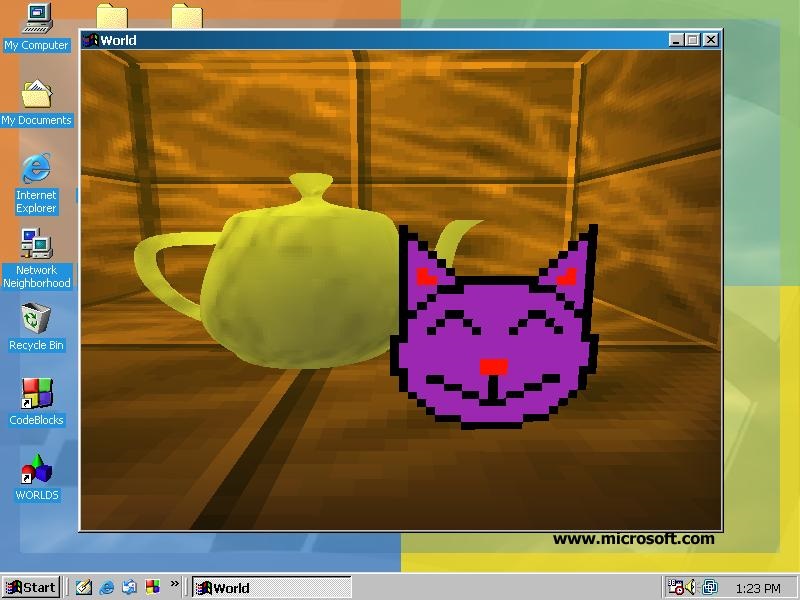 World
My Computer
My Documents
Internet
Explorer
Network
Neighborhood
Recycle Bin
CodeBlocks
WORLDS
www.microsoft.com
Start
»
World
1:23 PM